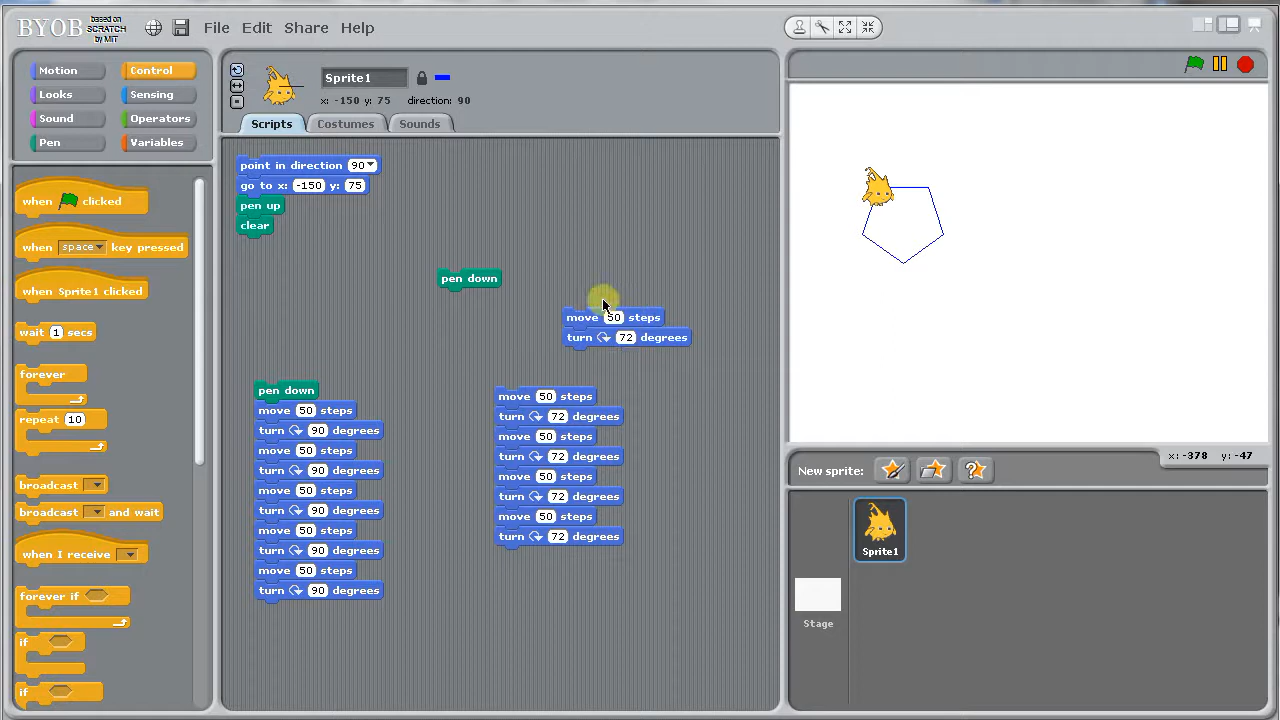 BYOB based on SCRATCH by MIT File Edit Share Help
Motion Control
Looks Sensing
Sound Operators
Pen Variables
when clicked
when space key pressed
when Sprite1 clicked
wait 1 secs
forever
repeat 10
broadcast
broadcast and wait
when I receive
forever if
if
if
Sprite1
x: -150 y: 75 direction: 90
Scripts Costumes Sounds
point in direction 90
go to x: -150 y: 75
pen up
clear
pen down
move 50 steps
turn 72 degrees
pen down
move 50 steps
turn 90 degrees
move 50 steps
turn 90 degrees
move 50 steps
turn 90 degrees
move 50 steps
turn 90 degrees
move 50 steps
turn 90 degrees
move 50 steps
turn 72 degrees
move 50 steps
turn 72 degrees
move 50 steps
turn 72 degrees
move 50 steps
turn 72 degrees
x: -378 y: -47
New sprite:
Sprite1
Stage